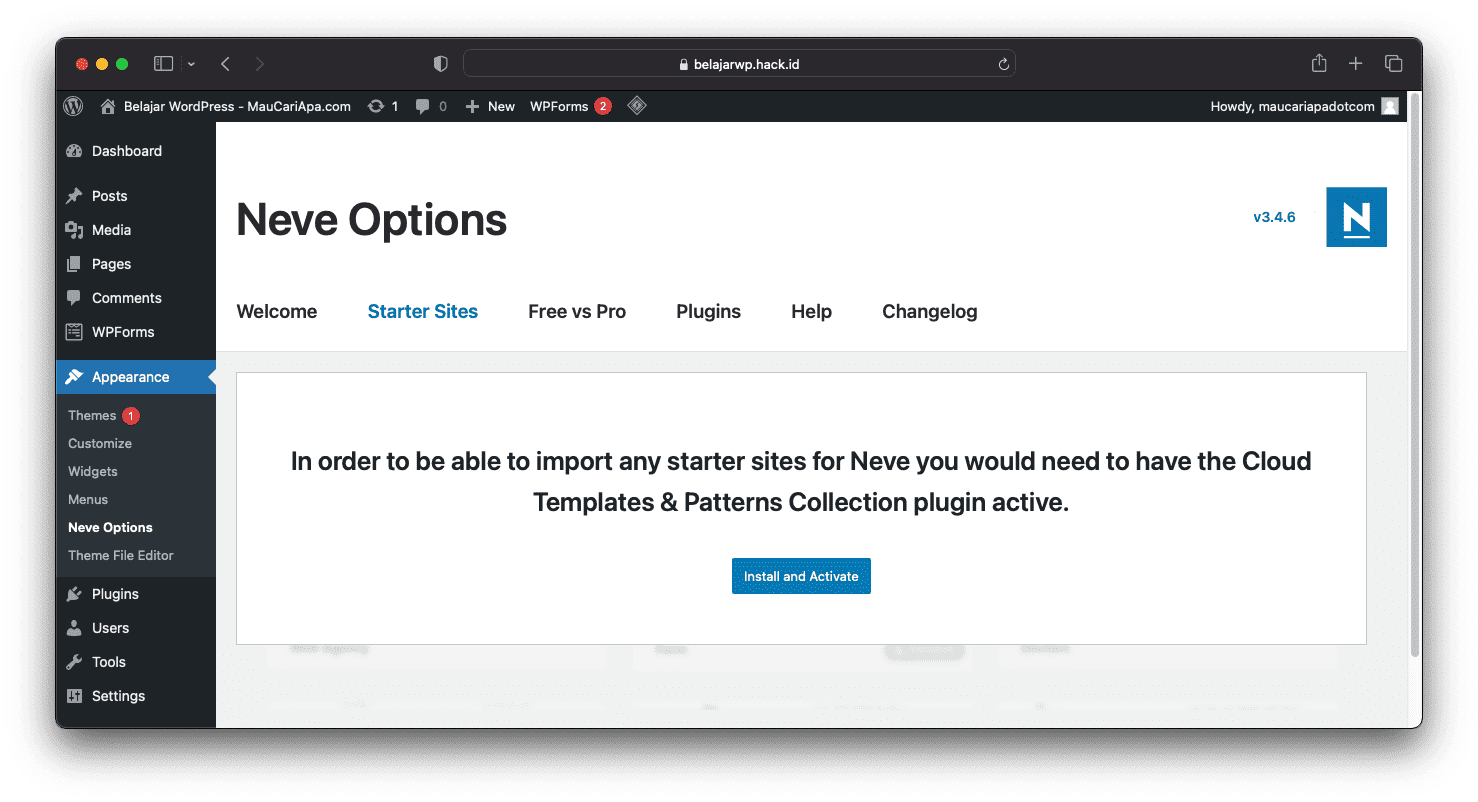 belajarwp.hack.id
Belajar WordPress - MauCariApa.com 1 0 New WPForms 2 Howdy, maucariapadotcom
Dashboard
Posts
Media
Pages
Comments
WPForms
Appearance
Themes 1
Customize
Widgets
Menus
Neve Options
Theme File Editor
Plugins
Users
Tools
Settings
Neve Options
v3.4.6
N
Welcome Starter Sites Free vs Pro Plugins Help Changelog
In order to be able to import any starter sites for Neve you would need to have the Cloud
Templates & Patterns Collection plugin active.
Install and Activate